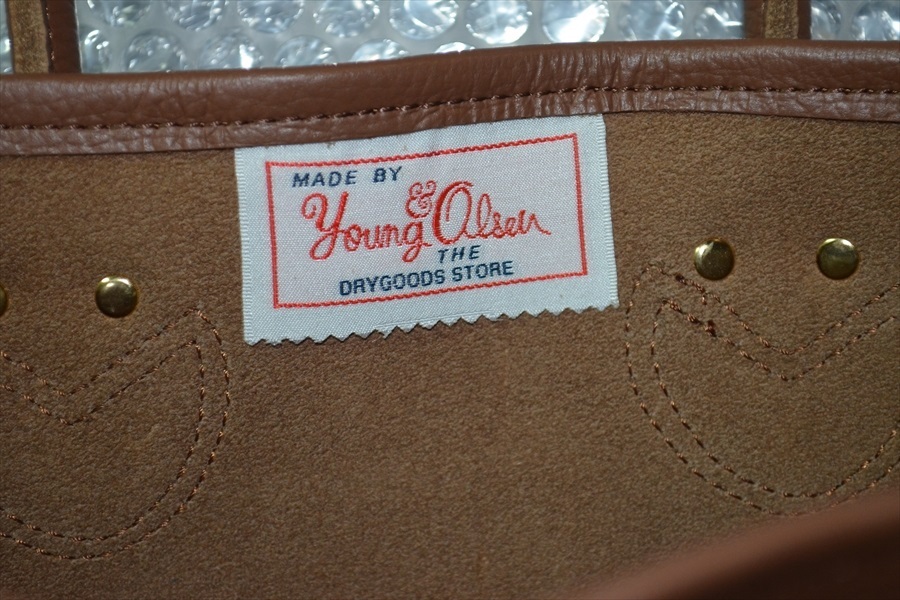 MADE BY
Young & Olsen
THE
DRYGOODS STORE